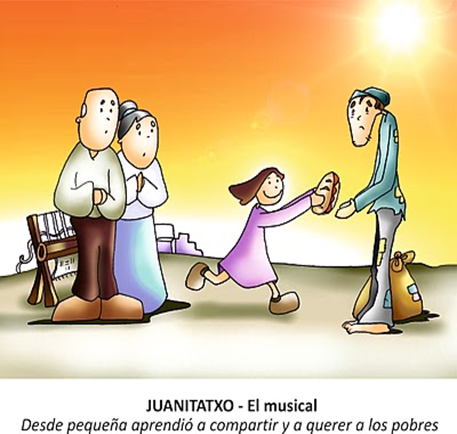 JUANITATXO - El musical
Desde pequeña aprendió a compartir y a querer a los pobres